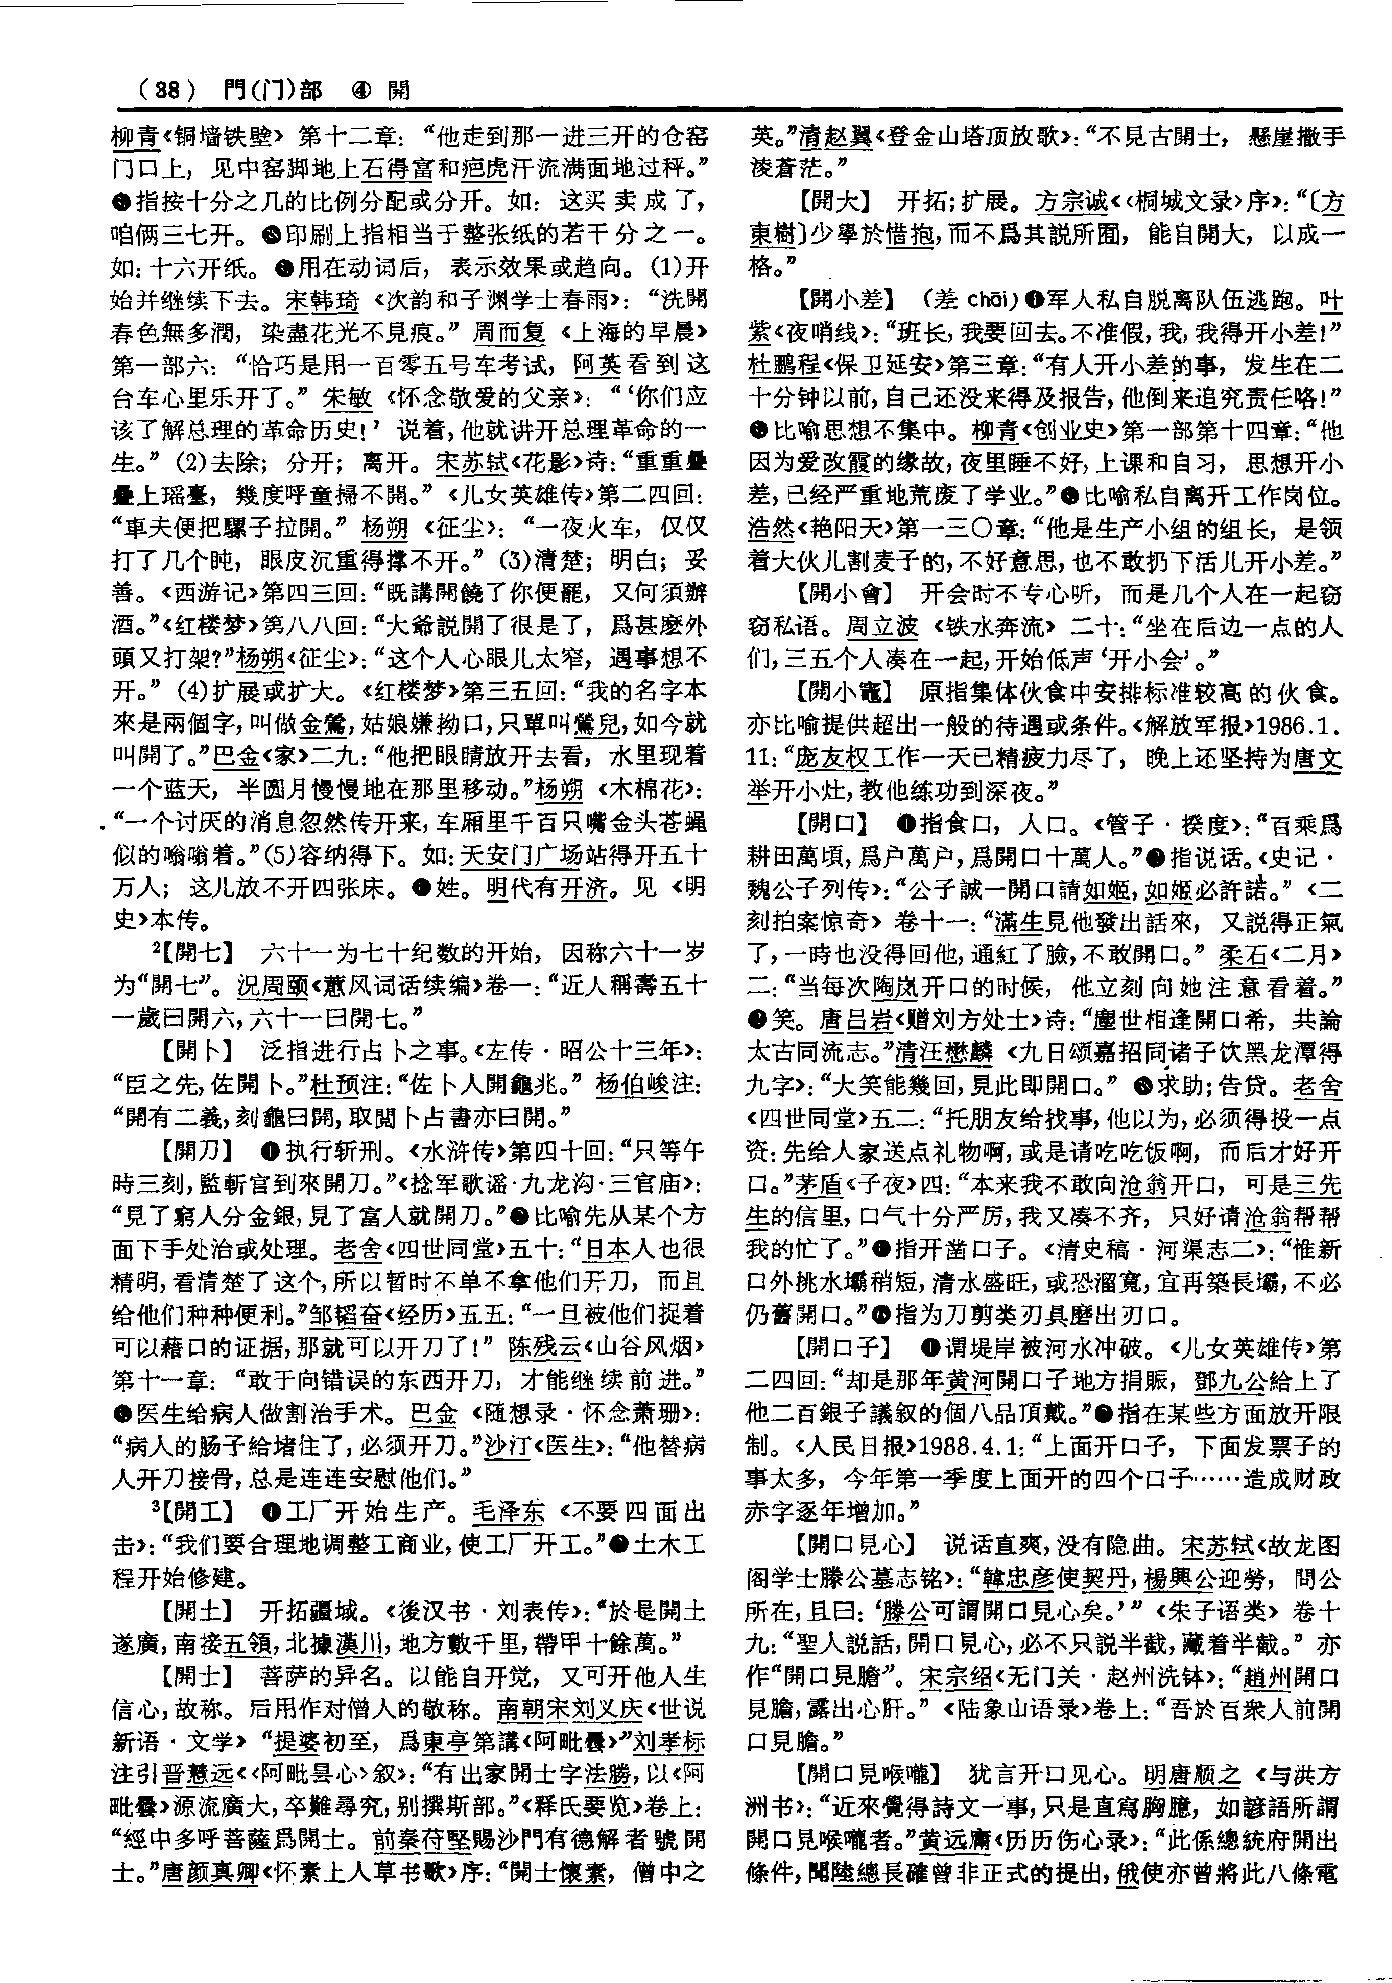 (38) 門(门)部 ④ 開
柳青《铜墙铁壁》第十二章：“他走到那一进三开的仓窑
门口上，见中窑脚地上石得富和疤虎汗流满面地过秤。”
指按十分之几的比例分配或分开。如：这买卖成了，
咱俩三七开。印刷上指相当于整张纸的若干分之一。
如：十六开纸。用在动词后，表示效果或趋向。(1)开
始并继续下去。宋韩琦《次韵和子渊学士春雨》：“洗開
春色無多潤，染盡花光不見痕。”周而复《上海的早晨》
第一部六：“恰巧是用一百零五号车考试，阿英看到这
台车心里乐开了。”朱敏《怀念敬爱的父亲》：“‘你们应
该了解总理的革命历史！’说着，他就讲开总理革命的一
生。”(2)去除；分开；离开。宋苏轼《花影》诗：“重重疊
疊上瑶臺，幾度呼童掃不開。”《儿女英雄传》第二四回：
“車夫便把騾子拉開。”杨朔《征尘》：“一夜火车，仅仅
打了几个盹，眼皮沉重得撑不开。”(3)清楚；明白；妥
善。《西游记》第四三回：“既講開饒了你便罷，又何須辦
酒。”《红楼梦》第八八回：“大爺説開了很是了，爲甚麽外
頭又打架？”杨朔《征尘》：“这个人心眼儿太窄，遇事想不
开。”(4)扩展或扩大。《红楼梦》第三五回：“我的名字本
來是兩個字，叫做金鶯，姑娘嫌拗口，只單叫鶯兒，如今就
叫開了。”巴金《家》二九：“他把眼睛放开去看，水里现着
一个蓝天，半圆月慢慢地在那里移动。”杨朔《木棉花》：
“一个讨厌的消息忽然传开来，车厢里千百只嘴金头苍蝇
似的嗡嗡着。”(5)容纳得下。如：天安门广场站得开五十
万人；这儿放不开四张床。姓。明代有开济。见《明
史》本传。
²【開七】 六十一为七十纪数的开始，因称六十一岁
为“開七”。况周颐《蕙风词话续编》卷一：“近人稱壽五十
一歲曰開六，六十一曰開七。”
【開卜】 泛指进行占卜之事。《左传·昭公十三年》：
“臣之先，佐開卜。”杜预注：“佐卜人開龜兆。”杨伯峻注：
“開有二義，刻龜曰開，取閲卜占書亦曰開。”
【開刀】 ❶执行斩刑。《水浒传》第四十回：“只等午
時三刻，監斬官到來開刀。”《捻军歌谣·九龙沟·三官庙》：
“見了窮人分金銀，見了富人就開刀。”❷比喻先从某个方
面下手处治或处理。老舍《四世同堂》五十：“日本人也很
精明，看清楚了这个，所以暂时不单不拿他们开刀，而且
给他们种种便利。”邹韬奋《经历》五五：“一旦被他们捉着
可以藉口的证据，那就可以开刀了！”陈残云《山谷风烟》
第十一章：“敢于向错误的东西开刀，才能继续前进。”
❸医生给病人做割治手术。巴金《随想录·怀念萧珊》：
“病人的肠子给堵住了，必须开刀。”沙汀《医生》：“他替病
人开刀接骨，总是连连安慰他们。”
³【開工】 ❶工厂开始生产。毛泽东《不要四面出
击》：“我们要合理地调整工商业，使工厂开工。”❷土木工
程开始修建。
【開土】 开拓疆域。《後汉书·刘表传》：“於是開土
遂廣，南接五領，北據漢川，地方數千里，帶甲十餘萬。”
【開士】 菩萨的异名。以能自开觉，又可开他人生
信心，故称。后用作对僧人的敬称。南朝宋刘义庆《世说
新语·文学》“提婆初至，爲東亭第講《阿毗曇》”刘孝标
注引晋慧远《〈阿毗昙心〉叙》：“有出家開士字法勝，以《阿
毗曇》源流廣大，卒難尋究，别撰斯部。”《释氏要览》卷上：
“經中多呼菩薩爲開士。前秦苻堅賜沙門有德解者號開
士。”唐颜真卿《怀素上人草书歌》序：“開士懷素，僧中之
英。”清赵翼《登金山塔顶放歌》：“不見古開士，懸崖撒手
淩蒼茫。”
【開大】 开拓；扩展。方宗诚《〈桐城文录〉序》：“〔方
東樹〕少學於惜抱，而不爲其説所囿，能自開大，以成一
格。”
【開小差】 （差 chāi）❶军人私自脱离队伍逃跑。叶
紫《夜哨线》：“班长，我要回去。不准假，我，我得开小差！”
杜鹏程《保卫延安》第三章：“有人开小差的事，发生在二
十分钟以前，自己还没来得及报告，他倒来追究责任咯！”
❷比喻思想不集中。柳青《创业史》第一部第十四章：“他
因为爱改霞的缘故，夜里睡不好，上课和自习，思想开小
差，已经严重地荒废了学业。”❸比喻私自离开工作岗位。
浩然《艳阳天》第一三〇章：“他是生产小组的组长，是领
着大伙儿割麦子的，不好意思，也不敢扔下活儿开小差。”
【開小會】 开会时不专心听，而是几个人在一起窃
窃私语。周立波《铁水奔流》二十：“坐在后边一点的人
们，三五个人凑在一起，开始低声‘开小会’。”
【開小竈】 原指集体伙食中安排标准较高的伙食。
亦比喻提供超出一般的待遇或条件。《解放军报》1986.1.
11：“庞友权工作一天已精疲力尽了，晚上还坚持为唐文
举开小灶，教他练功到深夜。”
【開口】 ❶指食口，人口。《管子·揆度》：“百乘爲
耕田萬頃，爲户萬户，爲開口十萬人。”❷指说话。《史记·
魏公子列传》：“公子誠一開口請如姬，如姬必許諾。”《二
刻拍案惊奇》卷十一：“滿生見他發出話來，又説得正氣
了，一時也没得回他，通紅了臉，不敢開口。”柔石《二月》
二：“当每次陶岚开口的时候，他立刻向她注意看着。”
❸笑。唐吕岩《赠刘方处士》诗：“塵世相逢開口希，共論
太古同流志。”清汪懋麟《九日颂嘉招同诸子饮黑龙潭得
九字》：“大笑能幾回，見此即開口。”❹求助；告贷。老舍
《四世同堂》五二：“托朋友给找事，他以为，必须得投一点
资：先给人家送点礼物啊，或是请吃吃饭啊，而后才好开
口。”茅盾《子夜》四：“本来我不敢向沧翁开口，可是三先
生的信里，口气十分严厉，我又凑不齐，只好请沧翁帮帮
我的忙了。”❺指开凿口子。《清史稿·河渠志二》：“惟新
口外挑水壩稍短，清水盛旺，或恐溜寬，宜再築長壩，不必
仍舊開口。”❻指为刀剪类刃具磨出刃口。
【開口子】 ❶谓堤岸被河水冲破。《儿女英雄传》第
二四回：“却是那年黄河開口子地方捐賑，鄧九公給上了
他二百銀子議叙的個八品頂戴。”❷指在某些方面放开限
制。《人民日报》1988.4.1：“上面开口子，下面发票子的
事太多，今年第一季度上面开的四个口子……造成财政
赤字逐年增加。”
【開口見心】 说话直爽，没有隐曲。宋苏轼《故龙图
阁学士滕公墓志铭》：“韓忠彦使契丹，楊興公迎勞，問公
所在，且曰：‘滕公可謂開口見心矣。’”《朱子语类》卷十
九：“聖人説話，開口見心，必不只説半截，藏着半截。”亦
作“開口見膽”。宋宗绍《无门关·赵州洗钵》：“趙州開口
見膽，露出心肝。”《陆象山语录》卷上：“吾於百衆人前開
口見膽。”
【開口見喉嚨】 犹言开口见心。明唐顺之《与洪方
洲书》：“近來覺得詩文一事，只是直寫胸臆，如諺語所謂
開口見喉嚨者。”黄远庸《历历伤心录》：“此係總統府開出
條件，聞陸總長確曾非正式的提出，俄使亦曾將此八條電